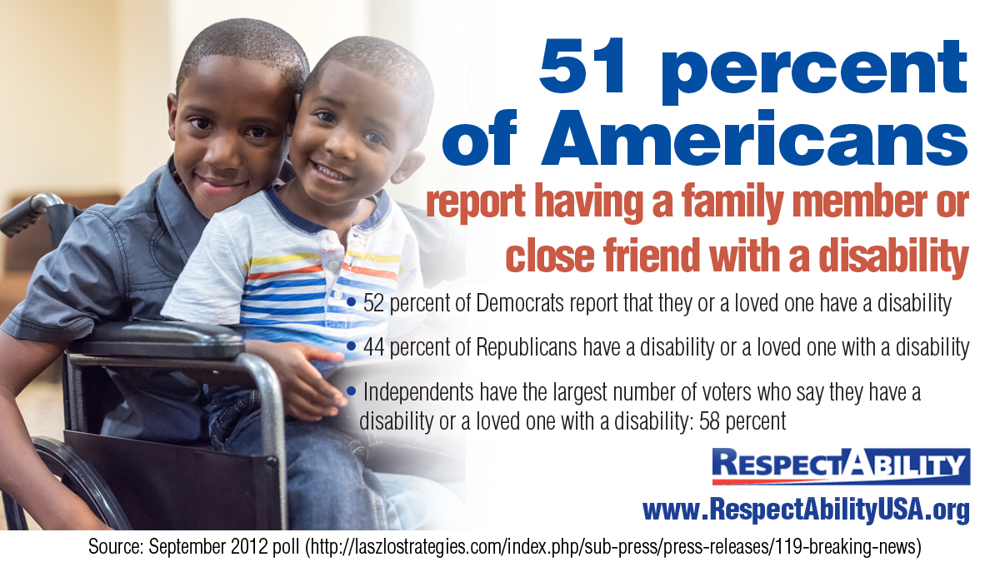 51 percent
of Americans
report having a family member or
close friend with a disability
• 52 percent of Democrats report that they or a loved one have a disability
• 44 percent of Republicans have a disability or a loved one with a disability
• Independents have the largest number of voters who say they have a
disability or a loved one with a disability: 58 percent
RESPECTABILITY
www.RespectAbilityUSA.org
Source: September 2012 poll (http://laszlostrategies.com/index.php/sub-press/press-releases/119-breaking-news)